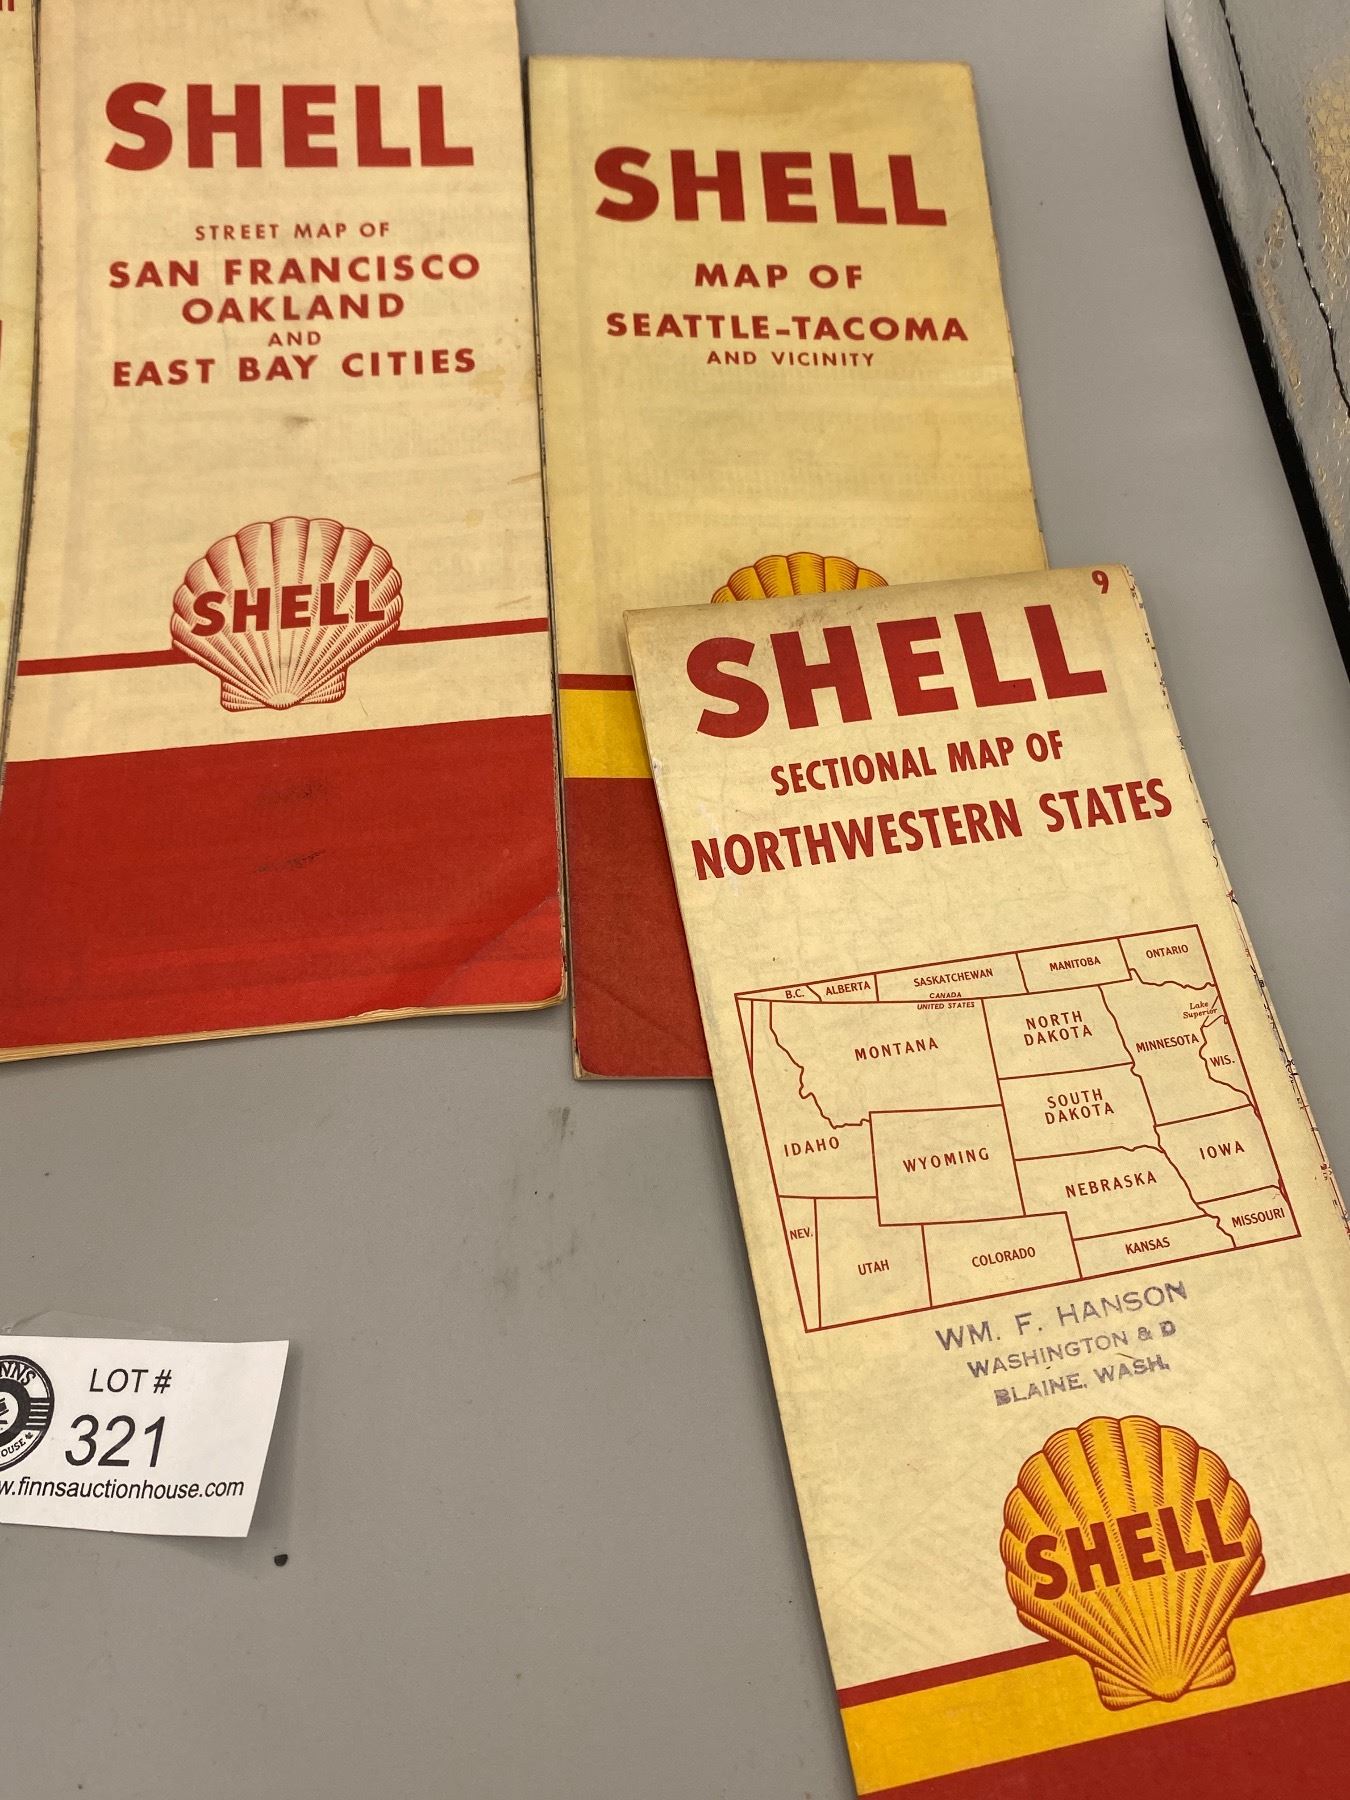 SHELL
STREET MAP OF
SAN FRANCISCO
OAKLAND
AND
EAST BAY CITIES
SHELL
SHELL
MAP OF
SEATTLE-TACOMA
AND VICINITY
9
SHELL
SECTIONAL MAP OF
NORTHWESTERN STATES
B.C.
ALBERTA
SASKATCHEWAN
MANITOBA
ONTARIO
CANADA
UNITED STATES
Lake
Superior
MONTANA
NORTH
DAKOTA
MINNESOTA
WIS.
SOUTH
DAKOTA
IDAHO
WYOMING
NEBRASKA
IOWA
NEV.
UTAH
COLORADO
KANSAS
MISSOURI
WM. F. HANSON
WASHINGTON & D
BLAINE, WASH.
SHELL
LOT #
321
w.finnsauctionhouse.com